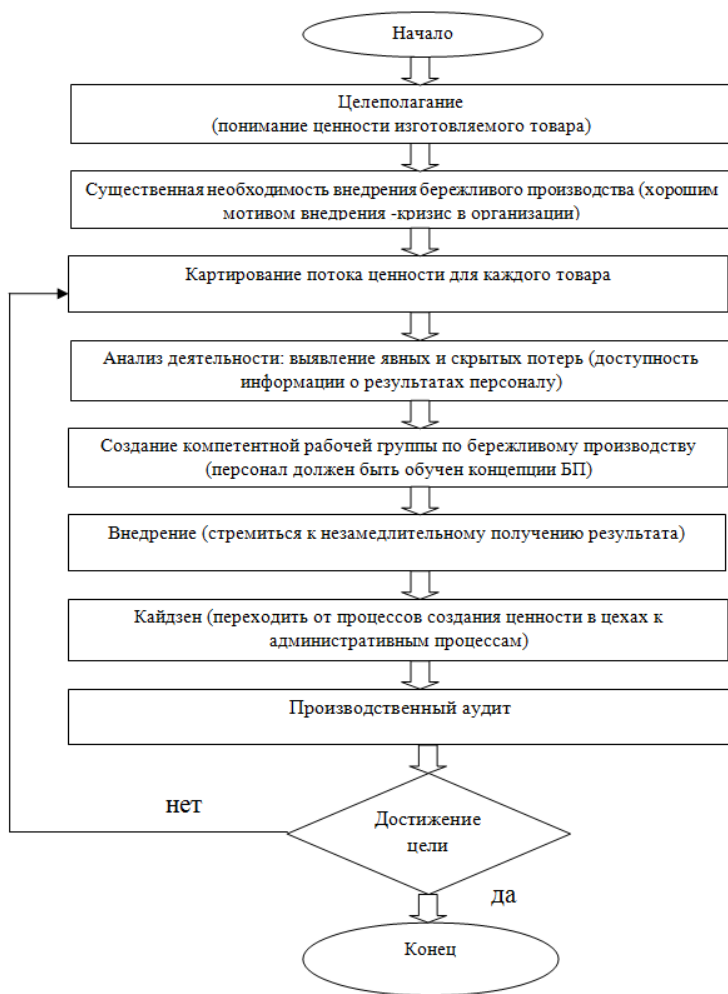 Начало
Целеполагание
(понимание ценности изготовляемого товара)
Существенная необходимость внедрения бережливого производства (хорошим
мотивом внедрения -кризис в организации)
Картирование потока ценности для каждого товара
Анализ деятельности: выявление явных и скрытых потерь (доступность
информации о результатах персоналу)
Создание компетентной рабочей группы по бережливому производству
(персонал должен быть обучен концепции БП)
Внедрение (стремиться к незамедлительному получению результата)
Кайдзен (переходить от процессов создания ценности в цехах к
административным процессам)
Производственный аудит
нет
Достижение
цели
да
Конец